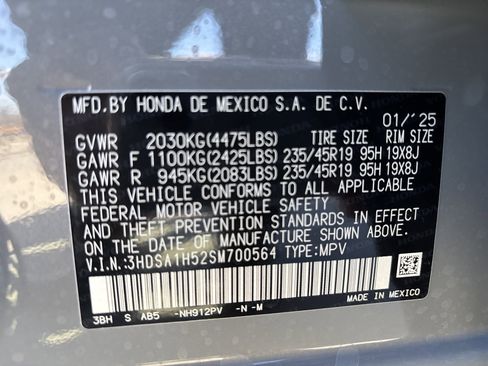 MFD.BY HONDA DE MEXICO S.A. DE C.V. 01/'25
GVWR 2030KG(4475LBS) TIRE SIZE RIM SIZE
GAWR F 1100KG(2425LBS) 235/45R19 95H 19X8J
GAWR R 945KG(2083LBS) 235/45R19 95H 19X8J
THIS VEHICLE CONFORMS TO ALL APPLICABLE
FEDERAL MOTOR VEHICLE SAFETY
AND THEFT PREVENTION STANDARDS IN EFFECT
ON THE DATE OF MANUFACTURE SHOWN ABOVE.
V.I.N.:3HDSA1H52SM700564 TYPE:MPV
3BH S AB5 -NH912PV -N -M
MADE IN MEXICO